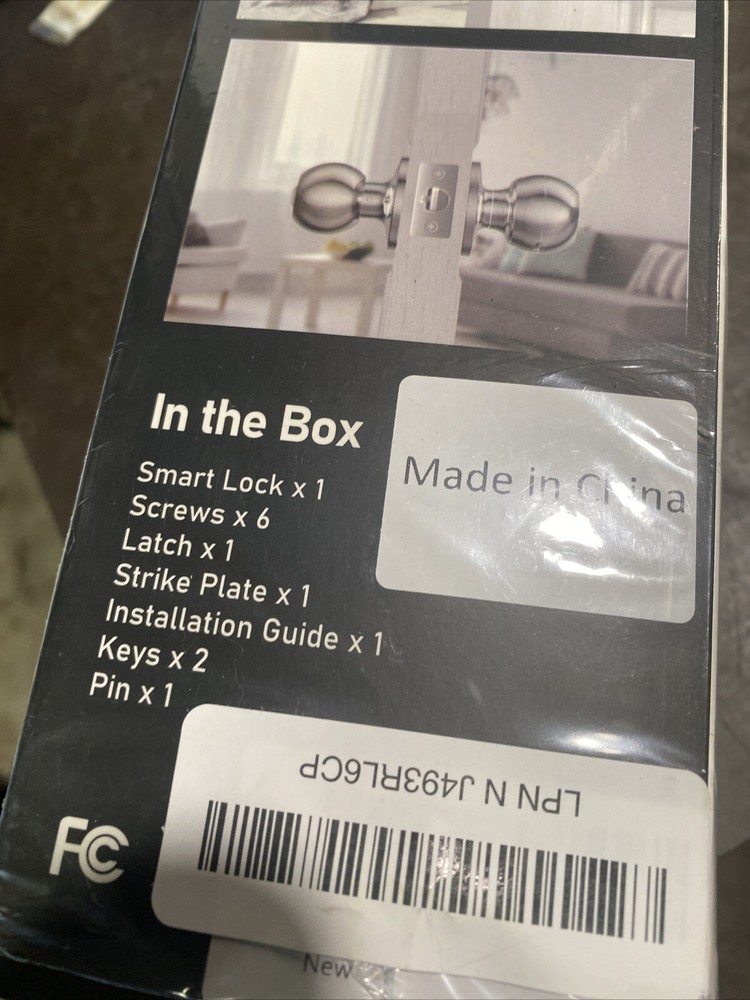 In the Box
Smart Lock x 1
Screws x 6
Latch x 1
Strike Plate x 1
Installation Guide x 1
Keys x 2
Pin x 1
Made in China
LPN N J493RL6CP
FC
New